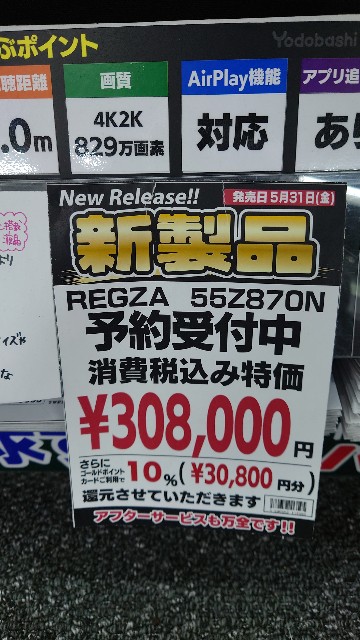 ぶポイント
Yodobashi
聴距離
画質
AirPlay機能
アプリ追
.0m
4K2K
829万画素
対応
あ
New Release!!
発売日5月31日(金)
新製品
REGZA 55Z870N
予約受付中
消費税込み特価
¥308,000円
さらに
ゴールドポイント
カードご利用で
10%(¥30,800円分)
還元させていただきます
アフターサービスも万全です!!
より
イズや
な